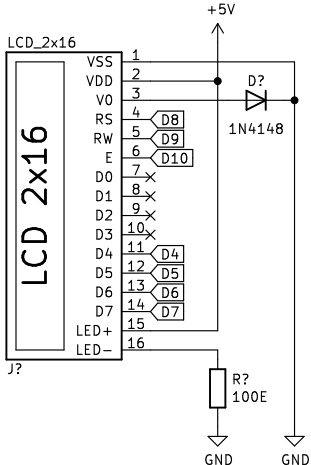 +5V
LCD_2x16
LCD 2x16
VSS 1
VDD 2
VO 3
D?
1N4148
RS 4 D8
RW 5 D9
E 6 D10
D0 7
D1 8
D2 9
D3 10
D4 11 D4
D5 12 D5
D6 13 D6
D7 14 D7
LED+ 15
LED- 16
J?
R?
100E
GND GND